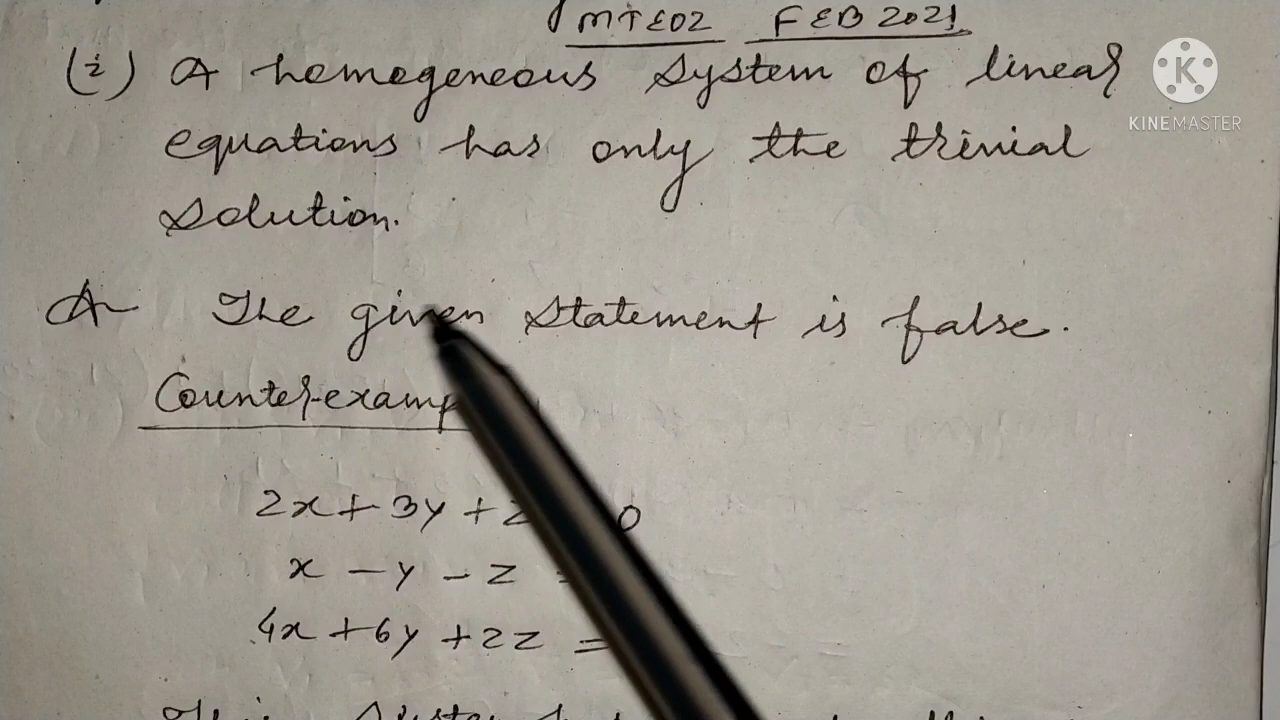 MTE02 FEB 2021
(i) A homogeneous system of linear
equations has only the trivial
solution.
KINEMASTER
A The given statement is false.
Counter-examp
2x + 3y + z 0
x - y - z =
4x + 6y + 2z =